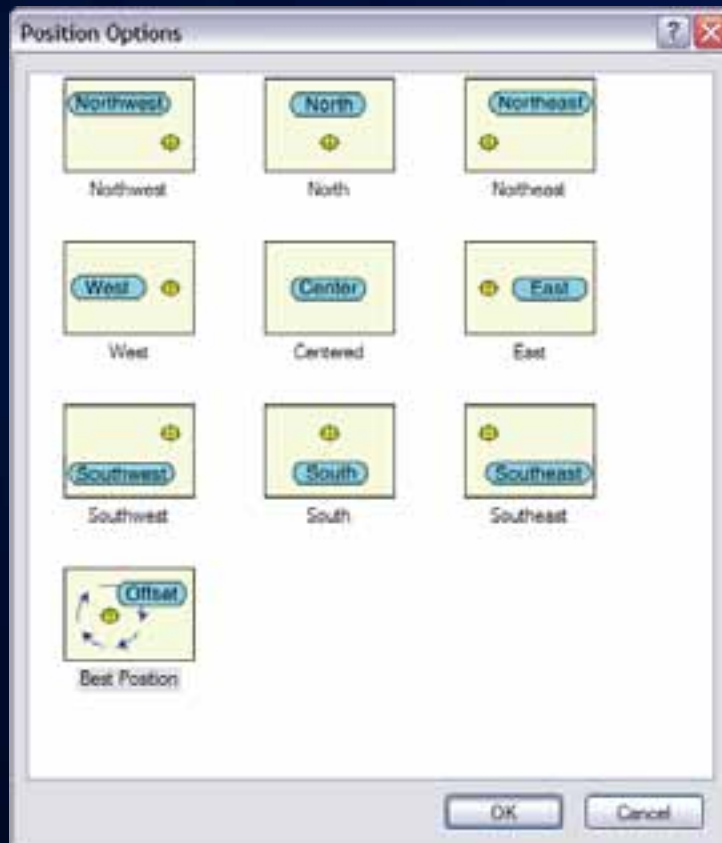 Position Options
Northwest North Northeast
Northwest North Northeast
West Center East
West Centered East
Southwest South Southeast
Southwest South Southeast
Offset
Best Position
OK Cancel